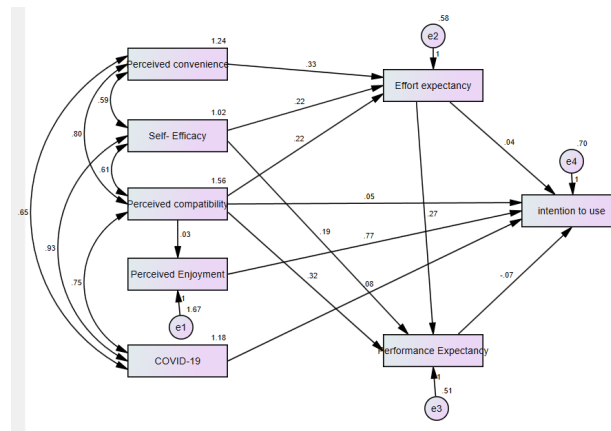 .58
e2
1
1.24
Perceived convenience
.33
Effort expectancy
.59
1.02
.22
Self- Efficacy
.04
.70
e4
.80
.22
1
.61
1.56
Perceived compatibility
.05
intention to use
.65
.77
.27
.93
.03
.19
Perceived Enjoyment
.75
.32
.08
-.07
1
1.67
e1
1.18
COVID-19
Performance Expectancy
1
.51
e3